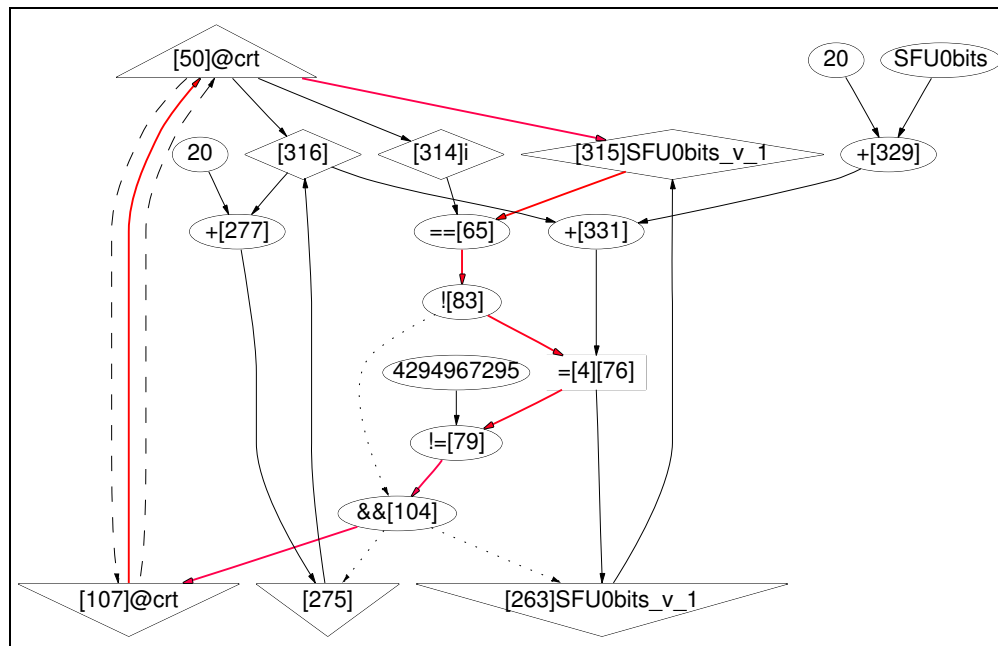 [50]@crt
20
SFU0bits
20
[316]
[314]i
[315]SFU0bits_v_1
+[329]
+[277]
==[65]
+[331]
![83]
4294967295
=[4][76]
!=[79]
&&[104]
[107]@crt
[275]
[263]SFU0bits_v_1